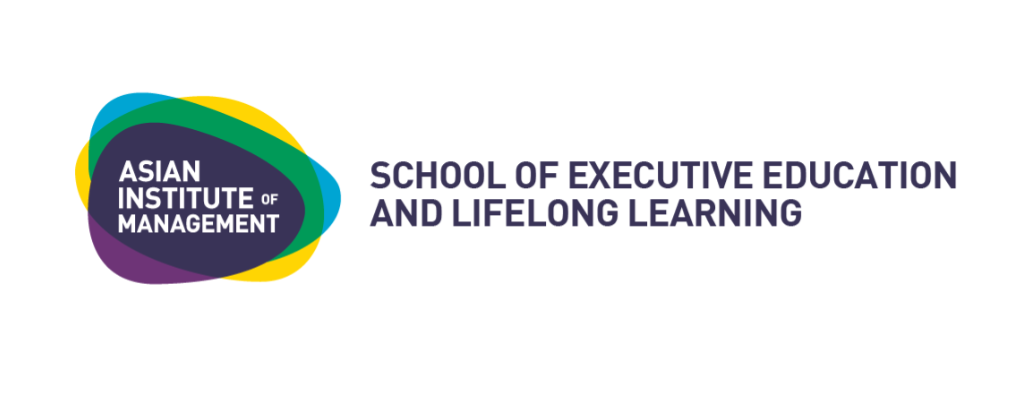 ASIAN
INSTITUTE OF
MANAGEMENT
SCHOOL OF EXECUTIVE EDUCATION
AND LIFELONG LEARNING